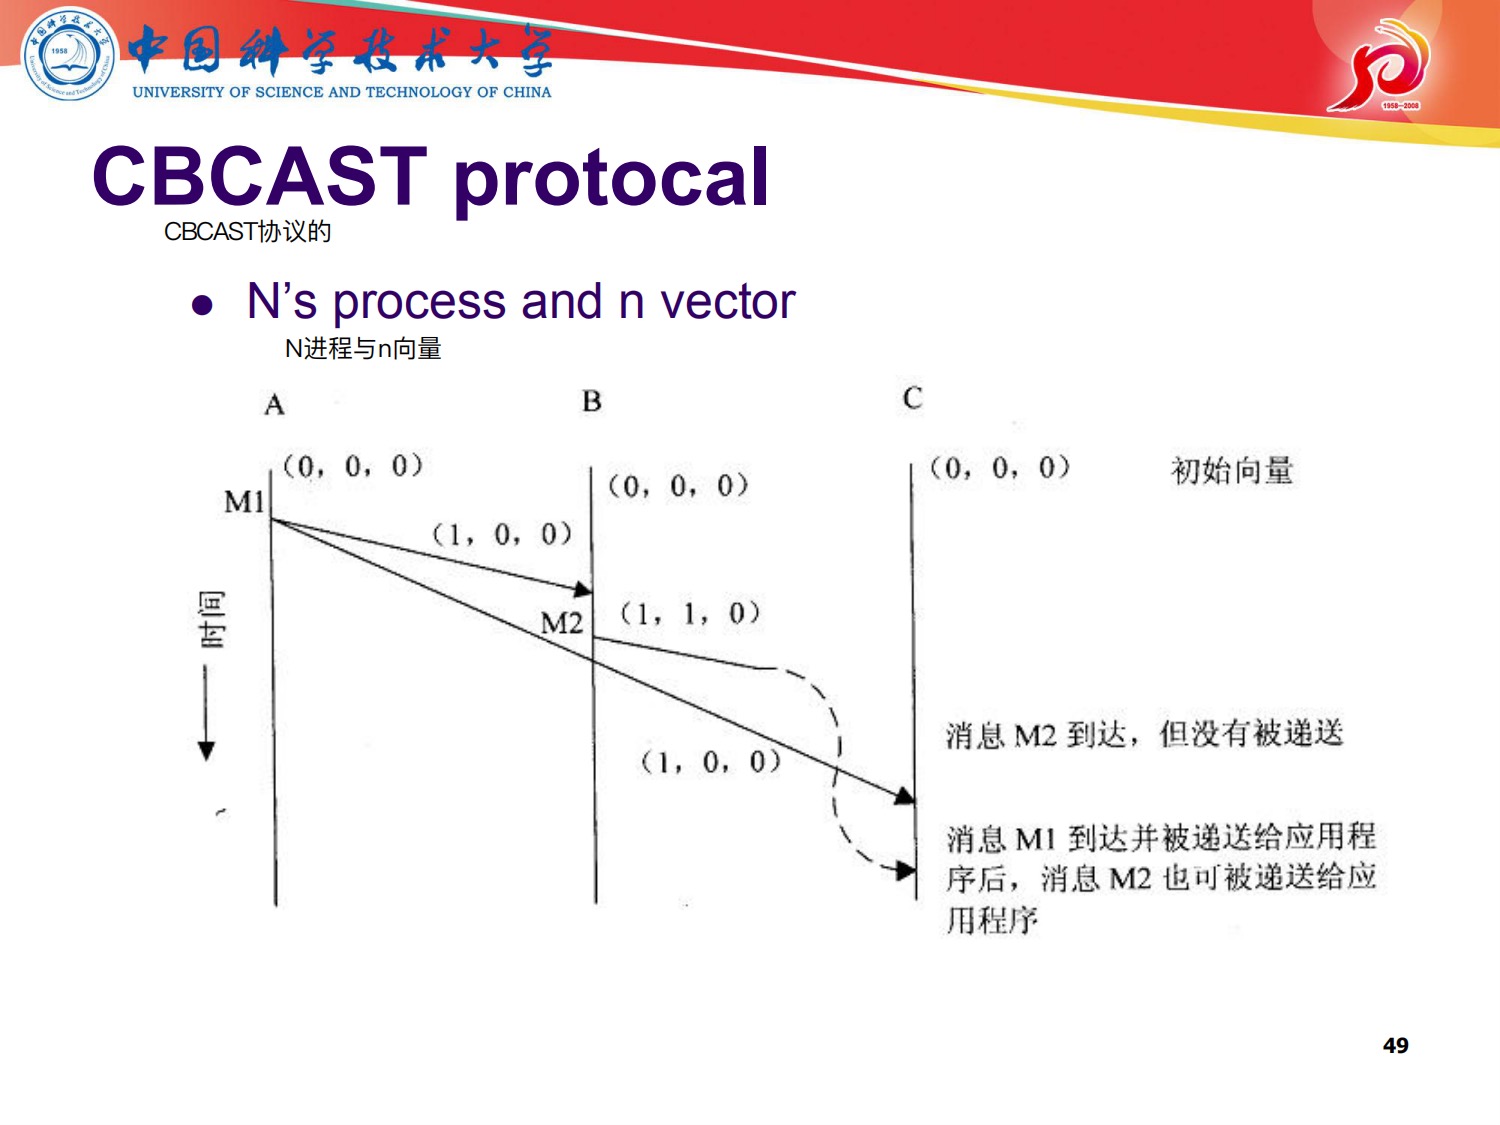 中国科学技术大学
UNIVERSITY OF SCIENCE AND TECHNOLOGY OF CHINA
1958
1958—2008
CBCAST protocal
CBCAST协议的
N’s process and n vector
N进程与n向量
A
B
C
(0, 0, 0)
(0, 0, 0)
(0, 0, 0)
初始向量
M1
(1, 0, 0)
时间
M2
(1, 1, 0)
(1, 0, 0)
消息 M2 到达，但没有被递送
消息 M1 到达并被递送给应用程
序后，消息 M2 也可被递送给应
用程序
49